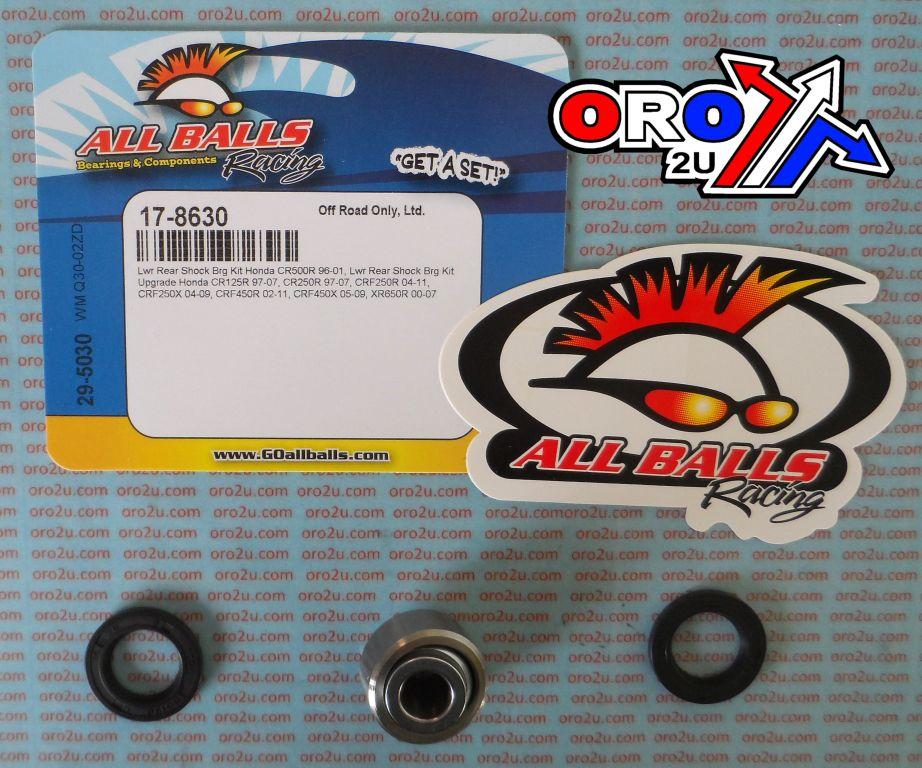 ALL BALLS
Bearings & Components
Racing
"GET A SET!"
17-8630
Off Road Only, Ltd.
Lwr Rear Shock Brg Kit Honda CR500R 96-01, Lwr Rear Shock Brg Kit
Upgrade Honda CR125R 97-07, CR250R 97-07, CRF250R 04-11,
CRF250X 04-09, CRF450R 02-11, CRF450X 05-09, XR650R 00-07
29-5030
WM Q30-02ZD
www.GOallballs.com
ORO
2U
ALL BALLS
Racing
oro2u.com